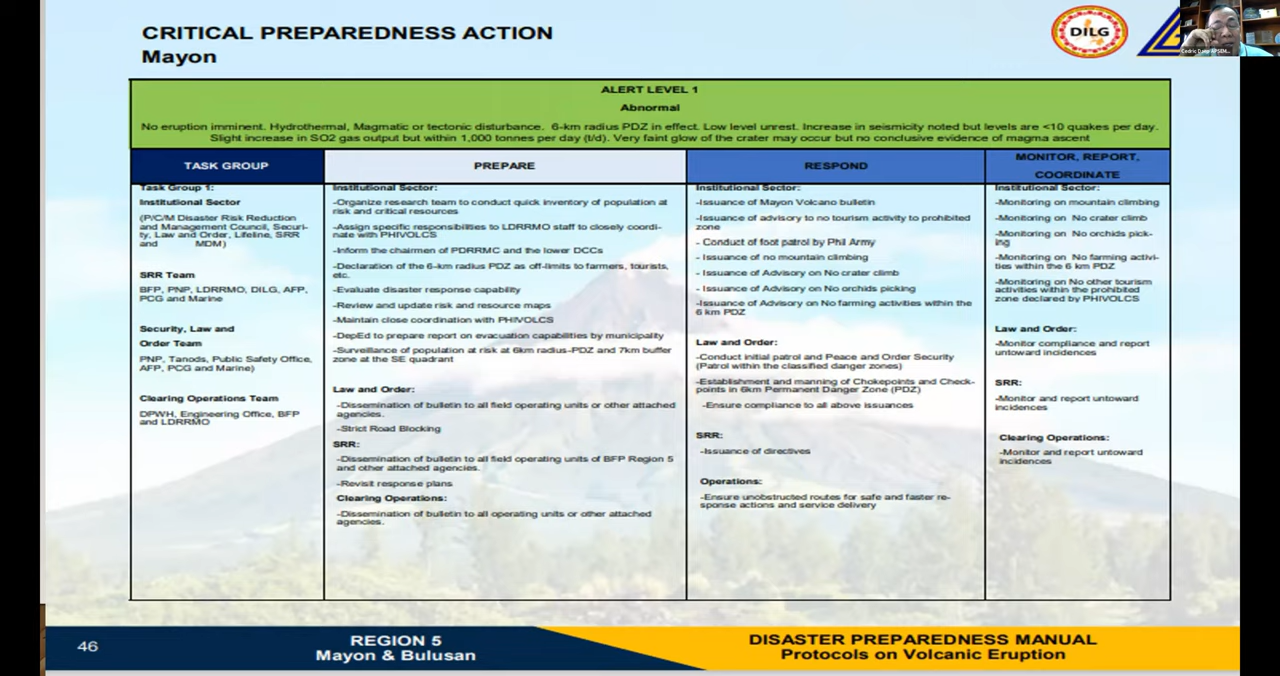 CRITICAL PREPAREDNESS ACTION
Mayon
DILG
ALERT LEVEL 1
Abnormal
No eruption imminent. Hydrothermal, Magmatic or tectonic disturbance. 6-km radius PDZ in effect. Low level unrest. Increase in seismicity noted but levels are <10 quakes per day.
Slight increase in SO2 gas output but within 1,000 tonnes per day (t/d). Very faint glow of the crater may occur but no conclusive evidence of magma ascent
TASK GROUP
PREPARE
RESPOND
MONITOR, REPORT,
COORDINATE
Task Group 1:
Institutional Sector
(P/C/M Disaster Risk Reduction
and Management Council, Securi-
ty, Law and Order, Lifeline, SRR
and MDM)
SRR Team
BFP, PNP, LDRRMO, DILG, AFP,
PCG and Marine
Security, Law and
Order Team
PNP, Tanods, Public Safety Office,
AFP, PCG and Marine)
Clearing Operations Team
DPWH, Engineering Office, BFP
and LDRRMO
Institutional Sector:
-Organize research team to conduct quick inventory of population at
risk and critical resources
-Assign specific responsibilities to LDRRMO staff to closely coordi-
nate with PHIVOLCS
-Inform the chairmen of PDRRMC and the lower DCCs
-Declaration of the 6-km radius PDZ as off-limits to farmers, tourists,
etc.
-Evaluate disaster response capability
-Review and update risk and resource maps
-Maintain close coordination with PHIVOLCS
-DepEd to prepare report on evacuation capabilities by municipality
-Surveillance of population at risk at 6km radius-PDZ and 7km buffer
zone at the SE quadrant
Law and Order:
-Dissemination of bulletin to all field operating units or other attached
agencies.
-Strict Road Blocking
SRR:
-Dissemination of bulletin to all field operating units of BFP Region 5
and other attached agencies.
-Revisit response plans
Clearing Operations:
-Dissemination of bulletin to all operating units or other attached
agencies.
Institutional Sector:
-Issuance of Mayon Volcano bulletin
-Issuance of advisory to no tourism activity to prohibited
zone
- Conduct of foot patrol by Phil Army
- Issuance of no mountain climbing
- Issuance of Advisory on No crater climb
- Issuance of Advisory on No orchids picking
-Issuance of Advisory on No farming activities within the
6 km PDZ
Law and Order:
-Conduct initial patrol and Peace and Order Security
(Patrol within the classified danger zones)
-Establishment and manning of Chokepoints and Check-
points in 6km Permanent Danger Zone (PDZ)
-Ensure compliance to all above issuances
SRR:
-Issuance of directives
Operations:
-Ensure unobstructed routes for safe and faster re-
sponse actions and service delivery
Institutional Sector:
-Monitoring on mountain climbing
-Monitoring on No crater climb
-Monitoring on No orchids pick-
ing
-Monitoring on No farming activi-
ties within the 6 km PDZ
-Monitoring on No other tourism
activities within the prohibited
zone declared by PHIVOLCS
Law and Order:
-Monitor compliance and report
untoward incidences
SRR:
-Monitor and report untoward
incidences
Clearing Operations:
-Monitor and report untoward
incidences
46
REGION 5
Mayon & Bulusan
DISASTER PREPAREDNESS MANUAL
Protocols on Volcanic Eruption